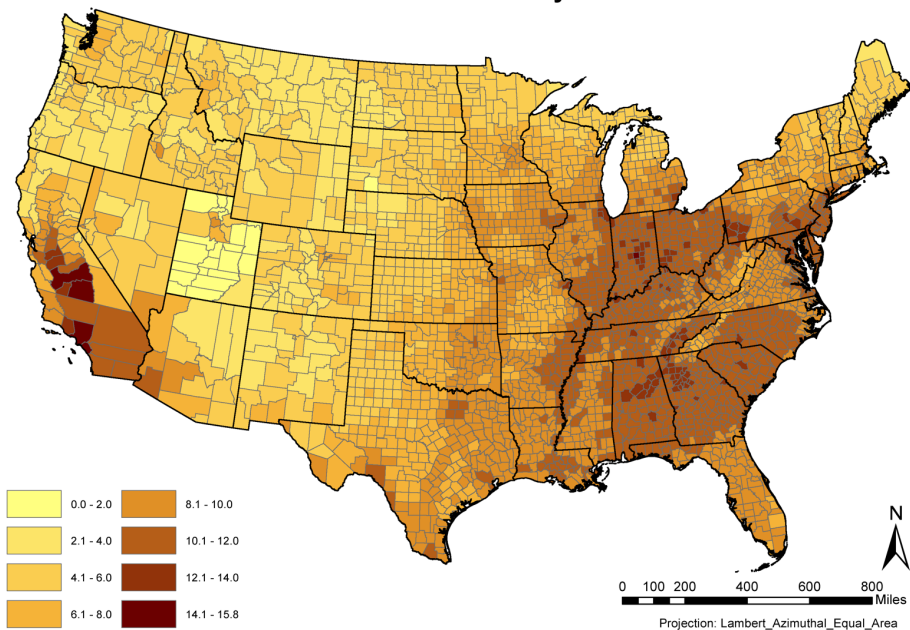 0.0 - 2.0
2.1 - 4.0
4.1 - 6.0
6.1 - 8.0
8.1 - 10.0
10.1 - 12.0
12.1 - 14.0
14.1 - 15.8
N
0 100 200 400 600 800
Miles
Projection: Lambert_Azimuthal_Equal_Area